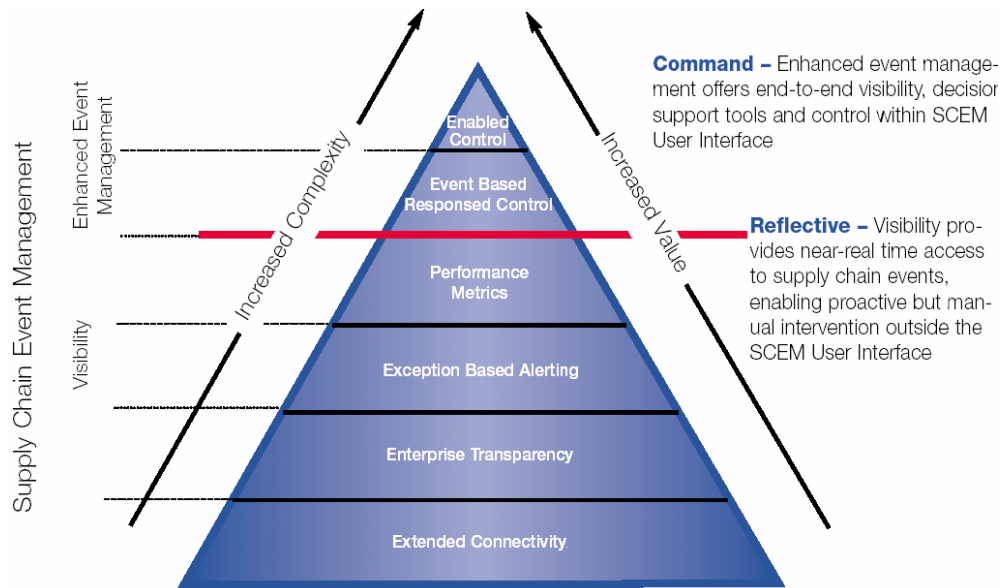 Supply Chain Event Management
Enhanced Event
Management
Visibility
Increased Complexity
Increased Value
Enabled
Control
Event Based
Responsed Control
Performance
Metrics
Exception Based Alerting
Enterprise Transparency
Extended Connectivity
Command – Enhanced event manage-
ment offers end-to-end visibility, decision
support tools and control within SCEM
User Interface
Reflective – Visibility pro-
vides near-real time access
to supply chain events,
enabling proactive but man-
ual intervention outside the
SCEM User Interface